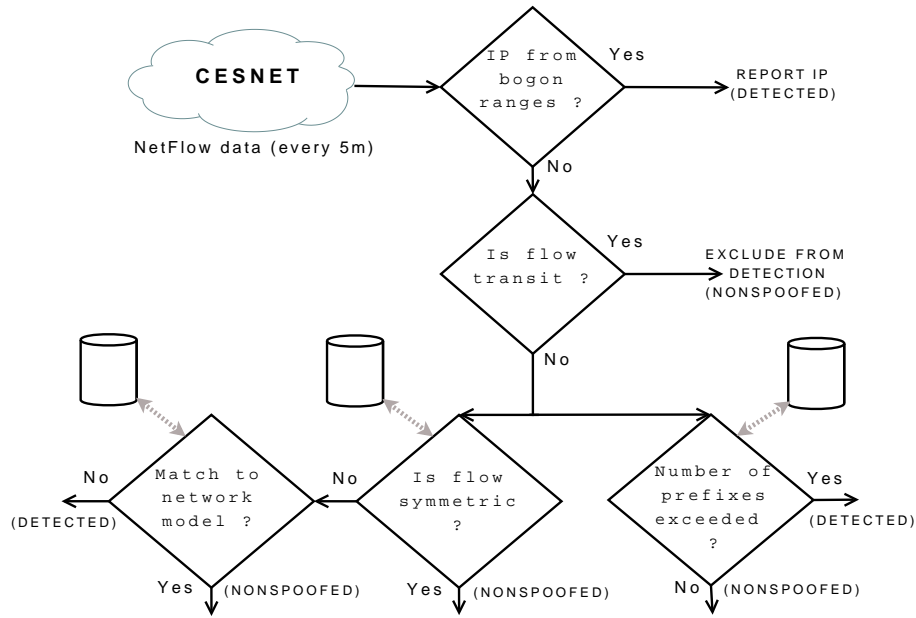 CESNET
NetFlow data (every 5m)
IP from
bogon
ranges ?
Yes
REPORT IP
(DETECTED)
No
Is flow
transit ?
Yes
EXCLUDE FROM
DETECTION
(NONSPOOFED)
No
Match to
network
model ?
No
(DETECTED)
Yes
(NONSPOOFED)
Is flow
symmetric
?
No
Yes
(NONSPOOFED)
Number of
prefixes
exceeded
?
Yes
(DETECTED)
No
(NONSPOOFED)